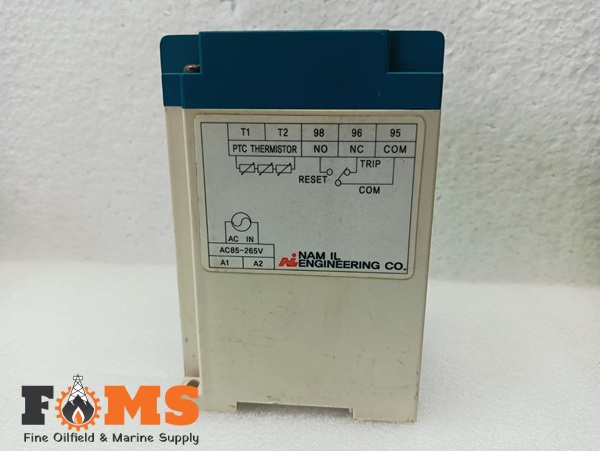 T1 T2 98 96 95
PTC THERMISTOR NO NC COM
TRIP
RESET
COM
AC IN
AC85-265V
A1 A2
NAM IL
ENGINEERING CO.
FOMS
Fine Oilfield & Marine Supply